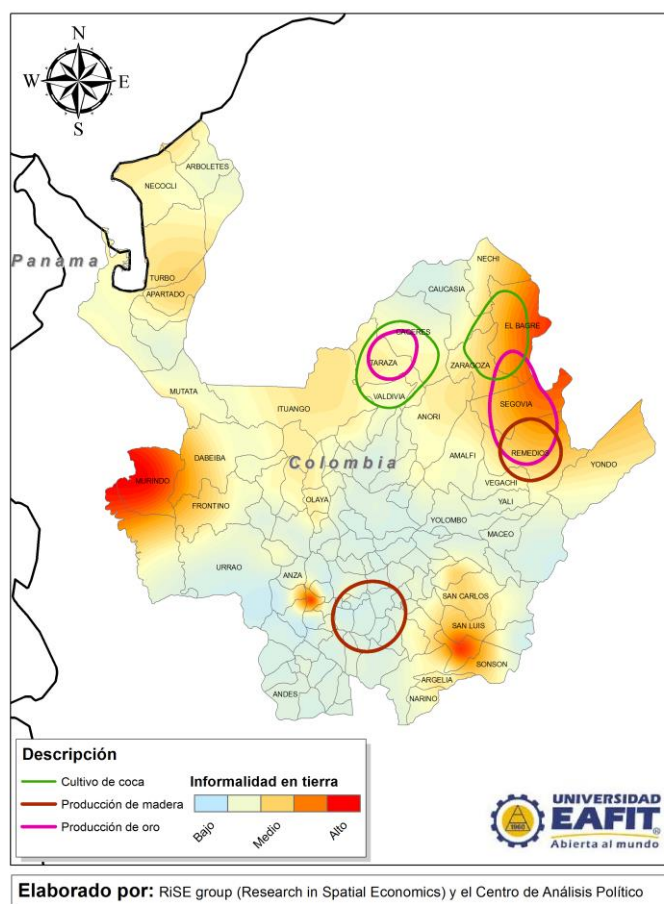 N
W E
S
ARBOLETES
NECOCLI
Panama
TURBO
APARTADO
NECHI
CAUCASIA
EL BAGRE
CACERES
TARAZA
ZARAGOZA
VALDIVIA
MUTATA
SEGOVIA
ITUANGO
ANORI
DABEIBA
Colombia
AMALFI
REMEDIOS
YONDO
MURINDO
VEGACHI
FRONTINO
OLAYA
YALI
YOLOMBO
MACEO
URRAO
ANZA
SAN CARLOS
SAN LUIS
SONSON
ARGELIA
ANDES
NARINO
Descripción
Cultivo de coca
Producción de madera
Producción de oro
Informalidad en tierra
Bajo Medio Alto
UNIVERSIDAD
EAFIT
®
Abierta al mundo
1960
Elaborado por: RiSE group (Research in Spatial Economics) y el Centro de Análisis Político